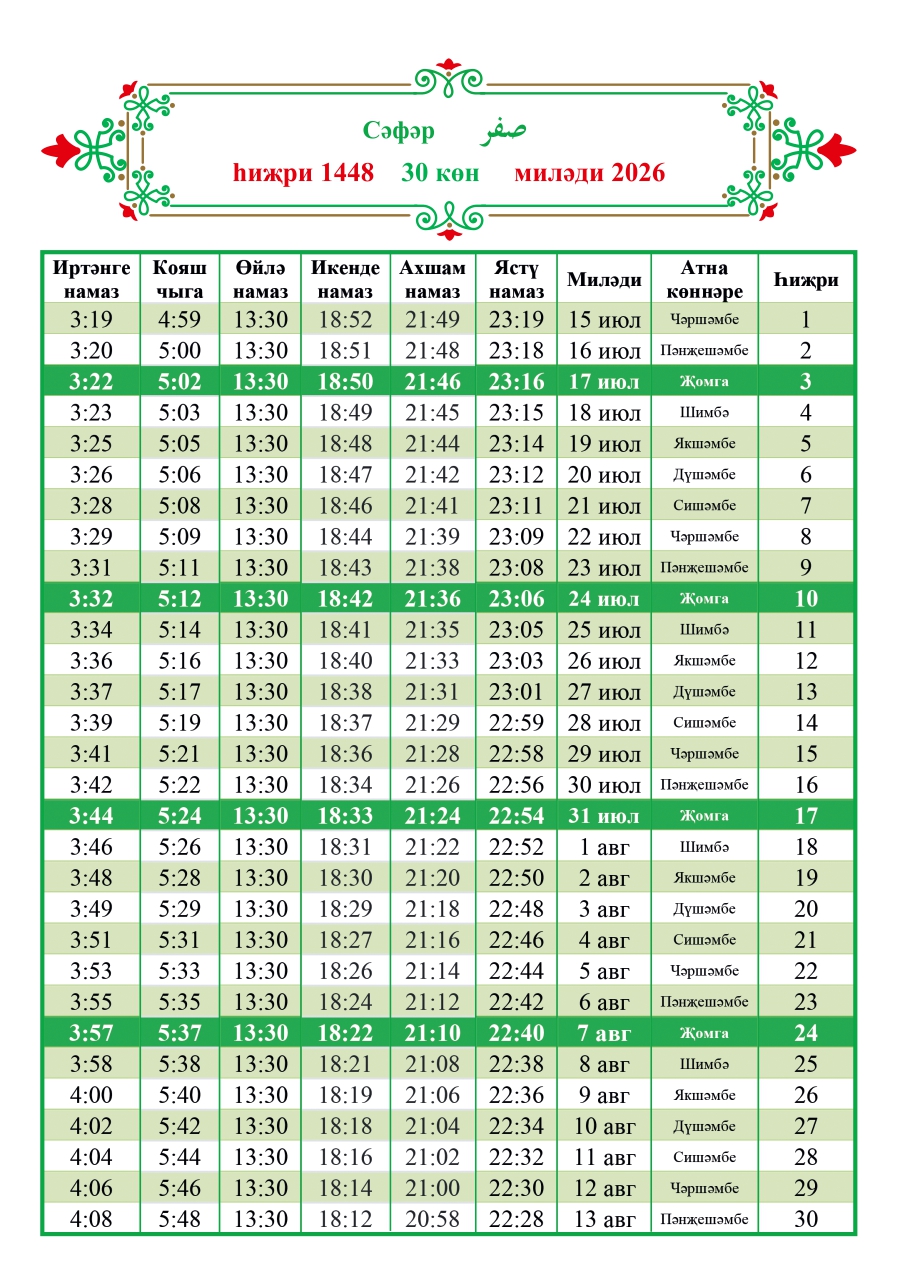 Сәфәр صفر
һиҗри 1448 30 көн миләди 2026
Иртәнге намаз Кояш чыга Өйлә намаз Икенде намаз Ахшам намаз Ястү намаз Миләди Атна көннәре Һиҗри
3:19 4:59 13:30 18:52 21:49 23:19 15 июл Чәршәмбе 1
3:20 5:00 13:30 18:51 21:48 23:18 16 июл Пәнҗешәмбе 2
3:22 5:02 13:30 18:50 21:46 23:16 17 июл Җомга 3
3:23 5:03 13:30 18:49 21:45 23:15 18 июл Шимбә 4
3:25 5:05 13:30 18:48 21:44 23:14 19 июл Якшәмбе 5
3:26 5:06 13:30 18:47 21:42 23:12 20 июл Дүшәмбе 6
3:28 5:08 13:30 18:46 21:41 23:11 21 июл Сишәмбе 7
3:29 5:09 13:30 18:44 21:39 23:09 22 июл Чәршәмбе 8
3:31 5:11 13:30 18:43 21:38 23:08 23 июл Пәнҗешәмбе 9
3:32 5:12 13:30 18:42 21:36 23:06 24 июл Җомга 10
3:34 5:14 13:30 18:41 21:35 23:05 25 июл Шимбә 11
3:36 5:16 13:30 18:40 21:33 23:03 26 июл Якшәмбе 12
3:37 5:17 13:30 18:38 21:31 23:01 27 июл Дүшәмбе 13
3:39 5:19 13:30 18:37 21:29 22:59 28 июл Сишәмбе 14
3:41 5:21 13:30 18:36 21:28 22:58 29 июл Чәршәмбе 15
3:42 5:22 13:30 18:34 21:26 22:56 30 июл Пәнҗешәмбе 16
3:44 5:24 13:30 18:33 21:24 22:54 31 июл Җомга 17
3:46 5:26 13:30 18:31 21:22 22:52 1 авг Шимбә 18
3:48 5:28 13:30 18:30 21:20 22:50 2 авг Якшәмбе 19
3:49 5:29 13:30 18:29 21:18 22:48 3 авг Дүшәмбе 20
3:51 5:31 13:30 18:27 21:16 22:46 4 авг Сишәмбе 21
3:53 5:33 13:30 18:26 21:14 22:44 5 авг Чәршәмбе 22
3:55 5:35 13:30 18:24 21:12 22:42 6 авг Пәнҗешәмбе 23
3:57 5:37 13:30 18:22 21:10 22:40 7 авг Җомга 24
3:58 5:38 13:30 18:21 21:08 22:38 8 авг Шимбә 25
4:00 5:40 13:30 18:19 21:06 22:36 9 авг Якшәмбе 26
4:02 5:42 13:30 18:18 21:04 22:34 10 авг Дүшәмбе 27
4:04 5:44 13:30 18:16 21:02 22:32 11 авг Сишәмбе 28
4:06 5:46 13:30 18:14 21:00 22:30 12 авг Чәршәмбе 29
4:08 5:48 13:30 18:12 20:58 22:28 13 авг Пәнҗешәмбе 30